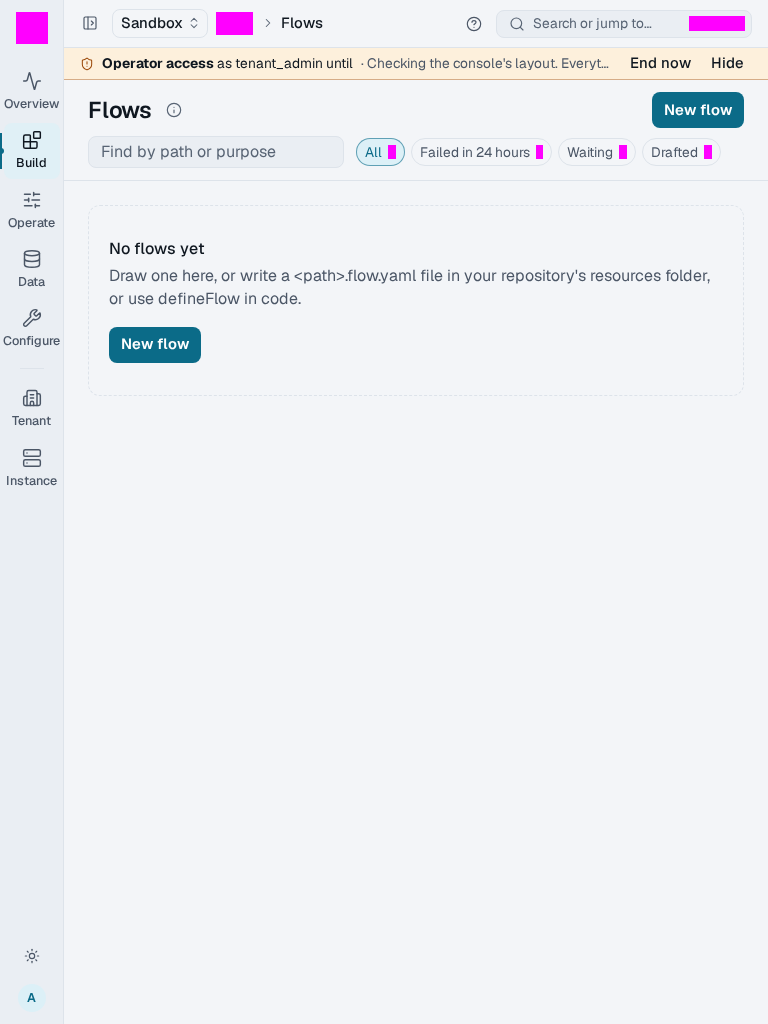 Sandbox
Flows
Search or jump to…
Operator access as tenant_admin until · Checking the console's layout. Everyt…
End now
Hide
Overview
Build
Operate
Data
Configure
Tenant
Instance
A
Flows
New flow
Find by path or purpose
All
Failed in 24 hours
Waiting
Drafted
No flows yet
Draw one here, or write a <path>.flow.yaml file in your repository's resources folder,
or use defineFlow in code.
New flow